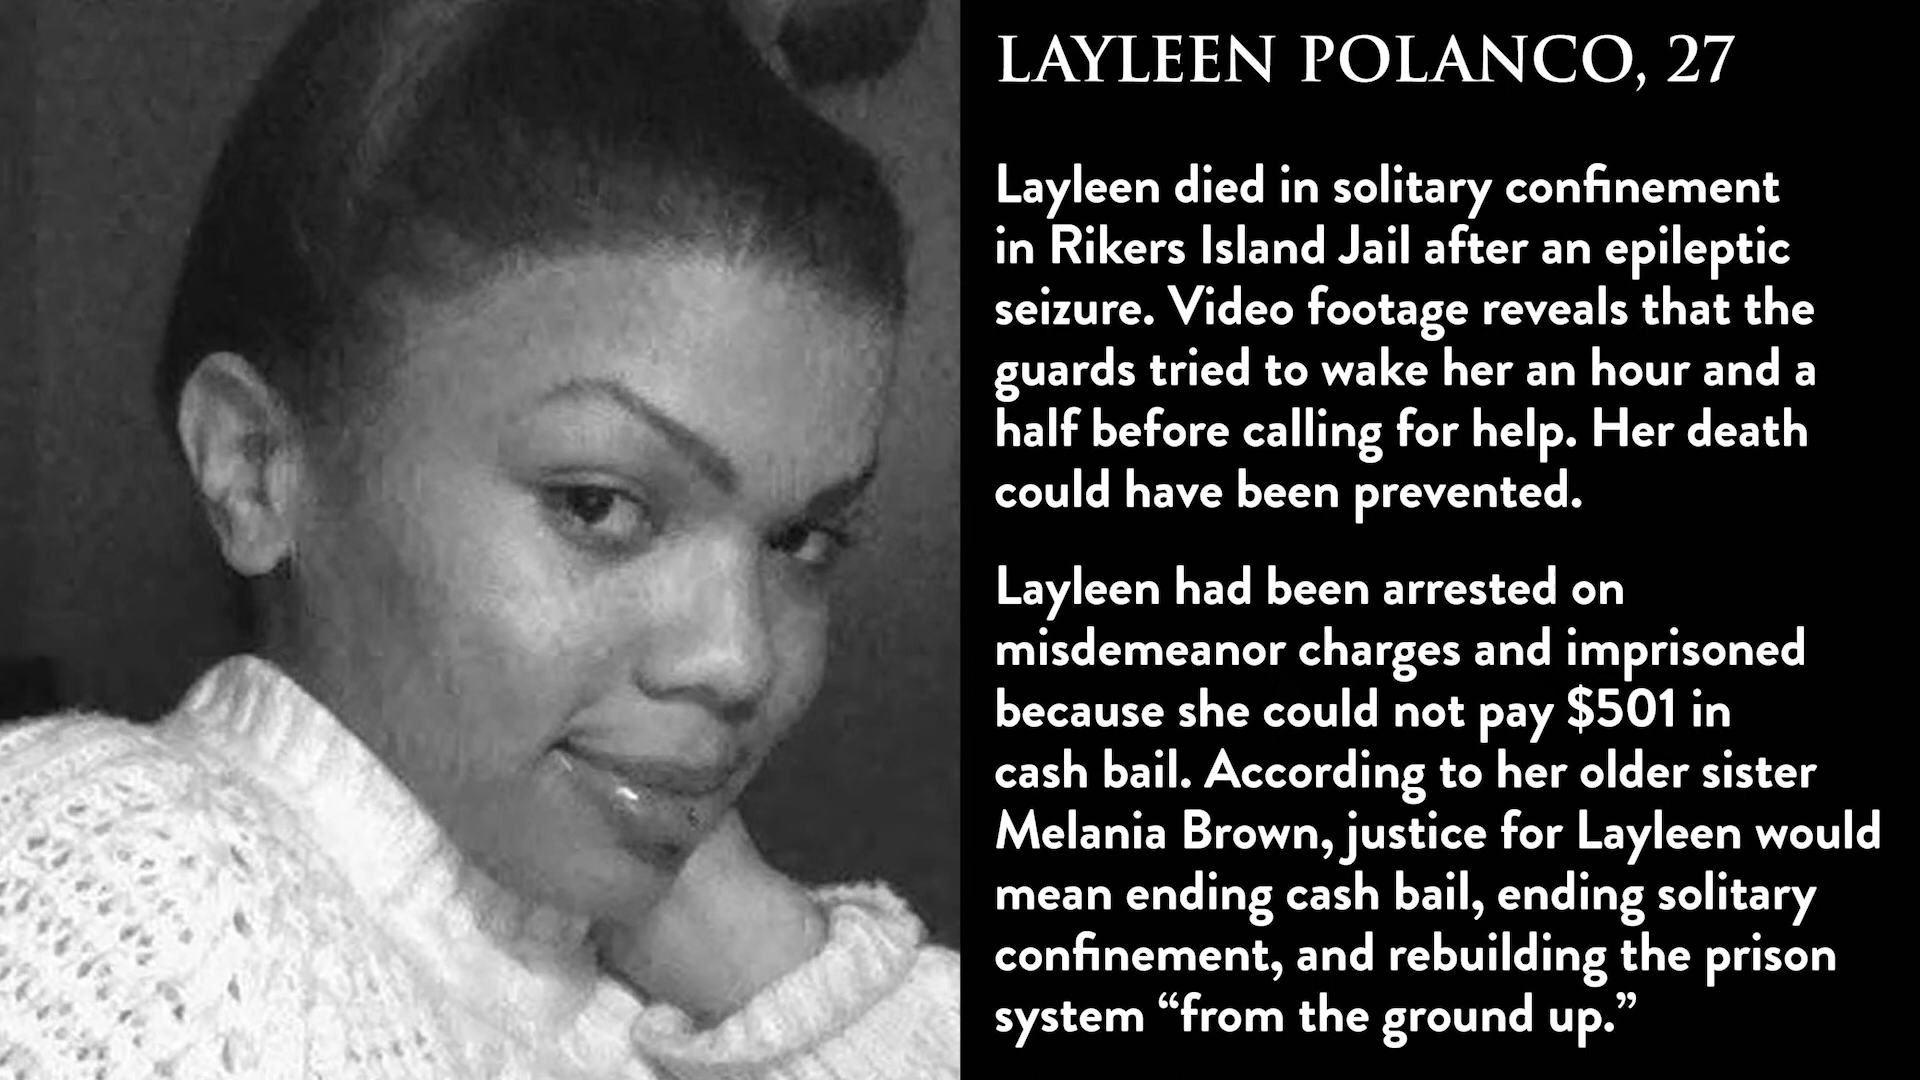 LAYLEEN POLANCO, 27
Layleen died in solitary confinement
in Rikers Island Jail after an epileptic
seizure. Video footage reveals that the
guards tried to wake her an hour and a
half before calling for help. Her death
could have been prevented.
Layleen had been arrested on
misdemeanor charges and imprisoned
because she could not pay $501 in
cash bail. According to her older sister
Melania Brown, justice for Layleen would
mean ending cash bail, ending solitary
confinement, and rebuilding the prison
system “from the ground up.”